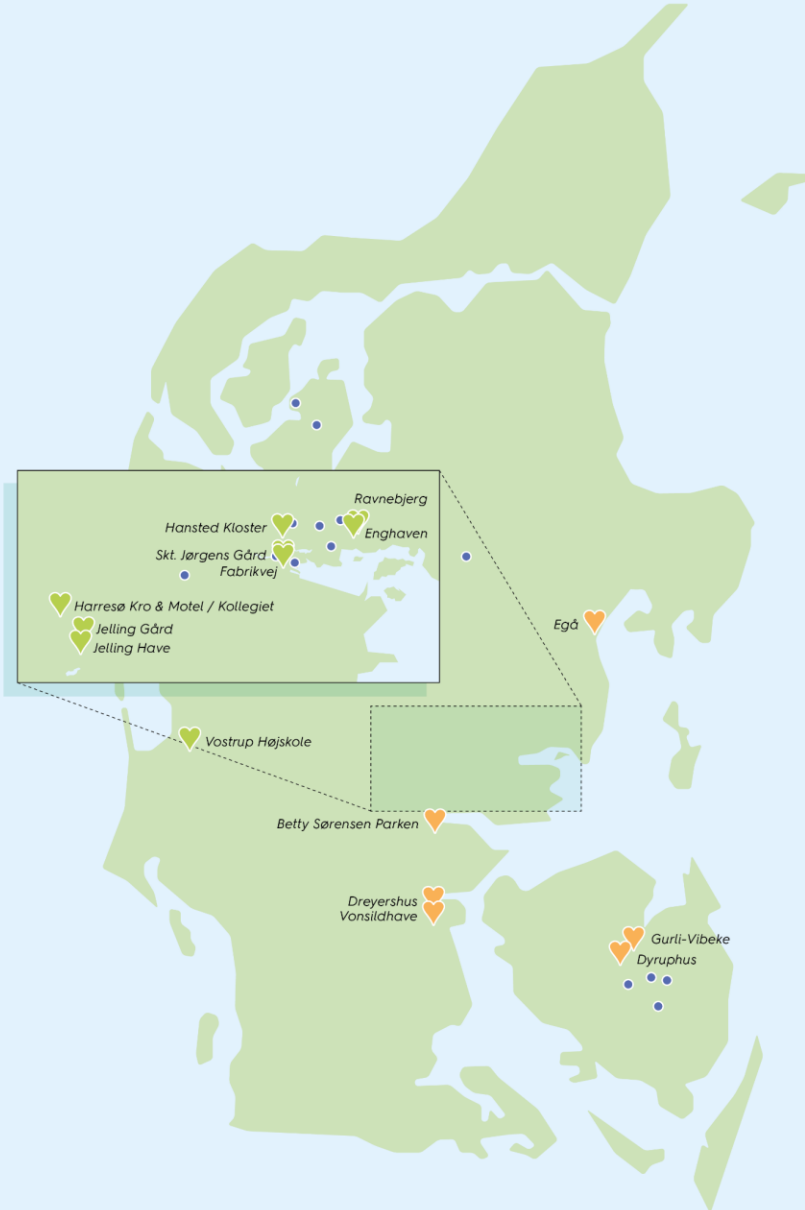 Ravnebjerg
Hansted Kloster
Enghaven
Skt. Jørgens Gård
Fabrikvej
Harresø Kro & Motel / Kollegiet
Jelling Gård
Jelling Have
Egå
Vostrup Højskole
Betty Sørensen Parken
Dreyershus
Vonsildhave
Gurli-Vibeke
Dyruphus